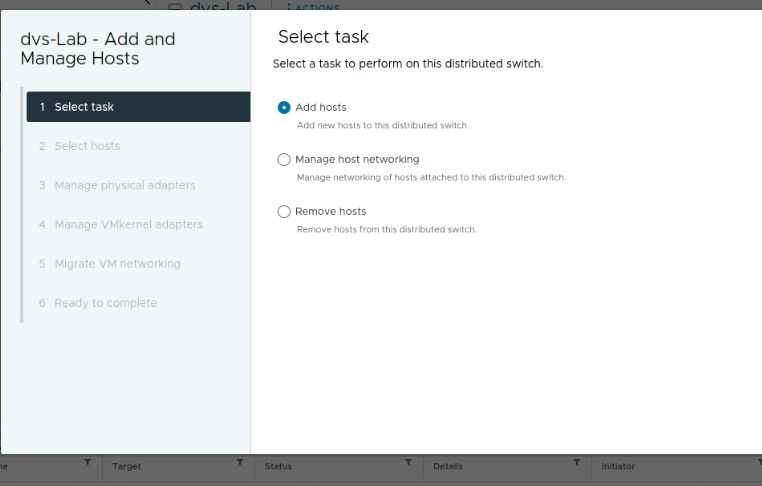 dvs-Lab
ACTIONS
dvs-Lab - Add and
Manage Hosts
1 Select task
2 Select hosts
3 Manage physical adapters
4 Manage VMkernel adapters
5 Migrate VM networking
6 Ready to complete
Select task
Select a task to perform on this distributed switch.
Add hosts
Add new hosts to this distributed switch.
Manage host networking
Manage networking of hosts attached to this distributed switch.
Remove hosts
Remove hosts from this distributed switch.
Target Status Details Initiator